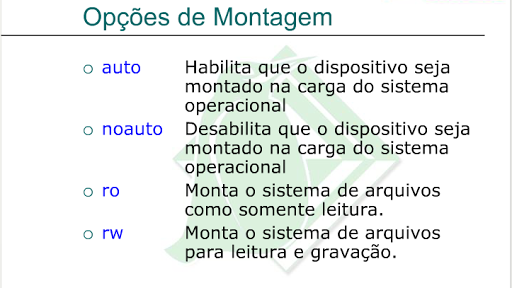 Opções de Montagem
auto Habilita que o dispositivo seja
montado na carga do sistema
operacional
noauto Desabilita que o dispositivo seja
montado na carga do sistema
operacional
ro Monta o sistema de arquivos
como somente leitura.
rw Monta o sistema de arquivos
para leitura e gravação.